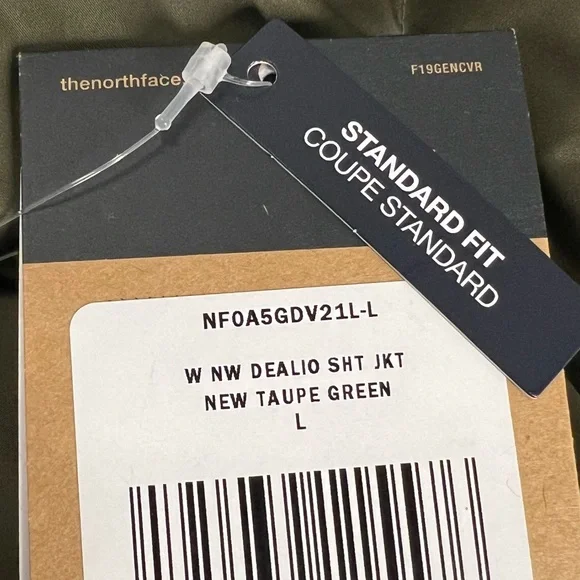 thenorthface
F19GENCVR
STANDARD FIT
COUPE STANDARD
NF0A5GDV21L-L
W NW DEALIO SHT JKT
NEW TAUPE GREEN
L